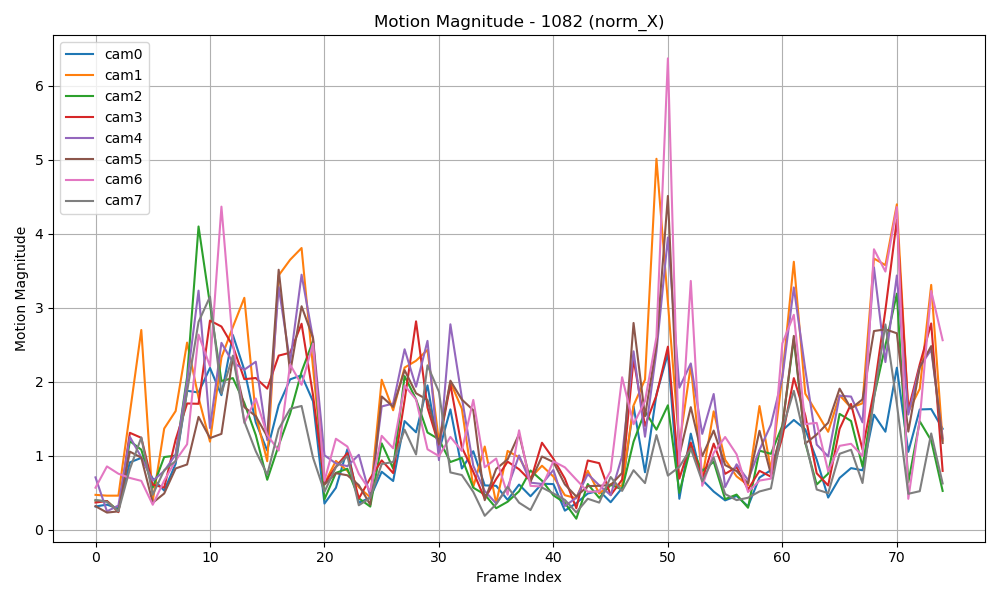 Motion Magnitude - 1082 (norm_X)
cam0
cam1
cam2
cam3
cam4
cam5
cam6
cam7
Motion Magnitude
6
5
4
3
2
1
0
0 10 20 30 40 50 60 70
Frame Index